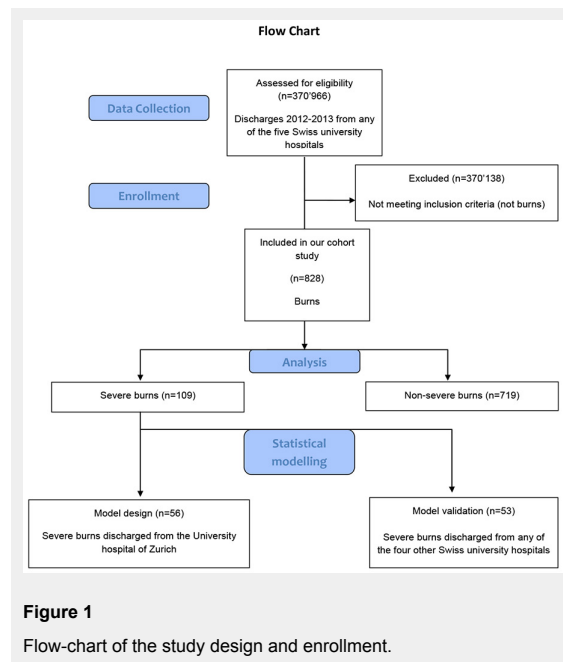 Flow Chart
Assessed for eligibility
(n=370'966)
Data Collection
Discharges 2012-2013 from any
of the five Swiss university
hospitals
Excluded (n=370'138)
Enrollment
Not meeting inclusion criteria (not burns)
Included in our cohort
study
(n=828)
Burns
Analysis
Severe burns (n=109)
Non-severe burns (n=719)
Statistical
modelling
Model design (n=56)
Severe burns discharged from the University
hospital of Zurich
Model validation (n=53)
Severe burns discharged from any of
the four other Swiss university hospitals
Figure 1
Flow-chart of the study design and enrollment.